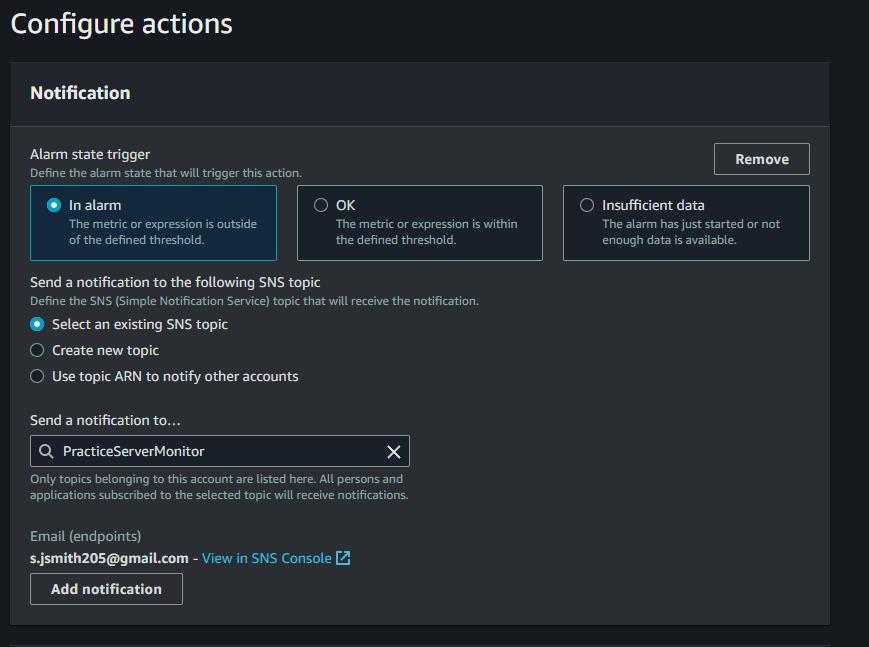 Configure actions
Notification
Alarm state trigger
Define the alarm state that will trigger this action.
Remove
In alarm
The metric or expression is outside
of the defined threshold.
OK
The metric or expression is within
the defined threshold.
Insufficient data
The alarm has just started or not
enough data is available.
Send a notification to the following SNS topic
Define the SNS (Simple Notification Service) topic that will receive the notification.
Select an existing SNS topic
Create new topic
Use topic ARN to notify other accounts
Send a notification to…
PracticeServerMonitor
Only topics belonging to this account are listed here. All persons and
applications subscribed to the selected topic will receive notifications.
Email (endpoints)
s.jsmith205@gmail.com - View in SNS Console
Add notification